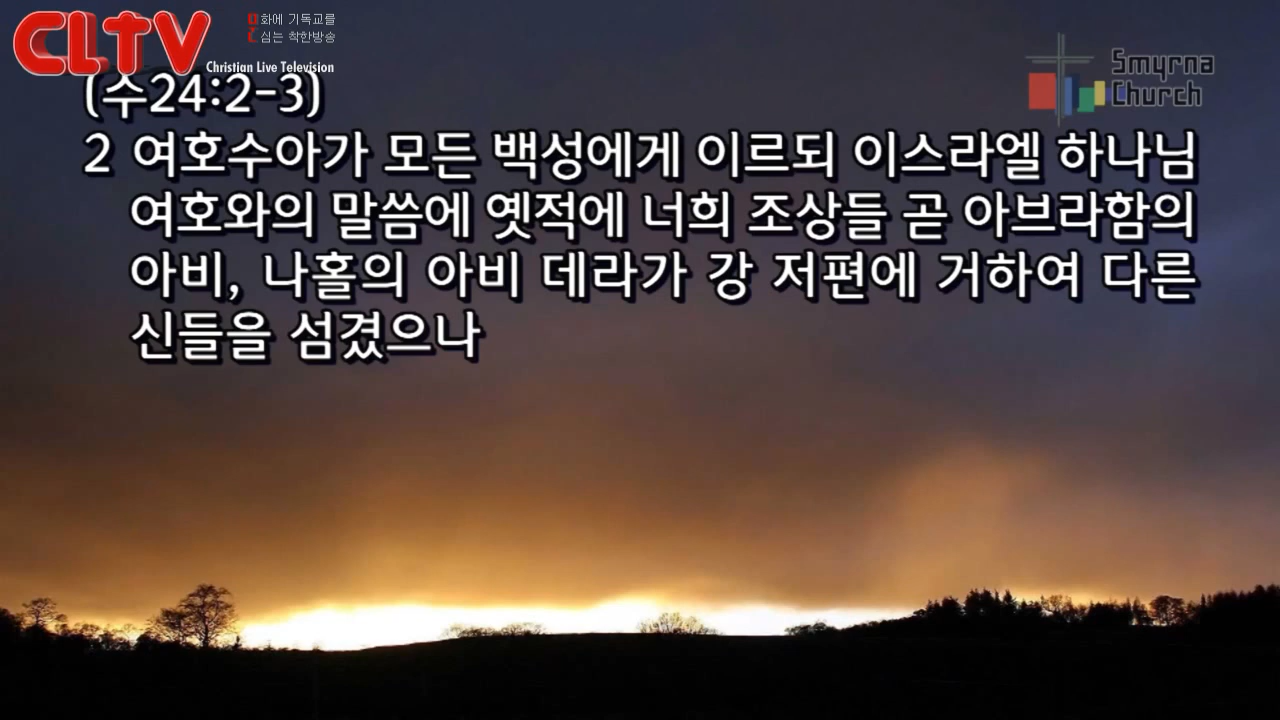 CLTV
문화에 기독교를
심는 착한방송
Christian Live Television
Smyrna
Church
(수24:2-3)
2 여호수아가 모든 백성에게 이르되 이스라엘 하나님
여호와의 말씀에 옛적에 너희 조상들 곧 아브라함의
아비, 나홀의 아비 데라가 강 저편에 거하여 다른
신들을 섬겼으나